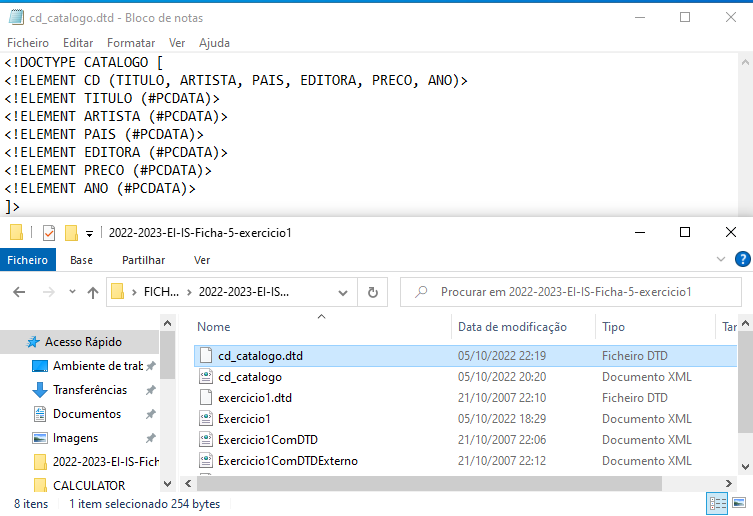 cd_catalogo.dtd - Bloco de notas
Ficheiro Editar Formatar Ver Ajuda
<!DOCTYPE CATALOGO [
<!ELEMENT CD (TITULO, ARTISTA, PAIS, EDITORA, PRECO, ANO)>
<!ELEMENT TITULO (#PCDATA)>
<!ELEMENT ARTISTA (#PCDATA)>
<!ELEMENT PAIS (#PCDATA)>
<!ELEMENT EDITORA (#PCDATA)>
<!ELEMENT PRECO (#PCDATA)>
<!ELEMENT ANO (#PCDATA)>
]>
2022-2023-EI-IS-Ficha-5-exercicio1
Ficheiro Base Partilhar Ver
FICH... 2022-2023-EI-IS... Procurar em 2022-2023-EI-IS-Ficha-5-exercicio1
Nome Data de modificação Tipo Tar
Acesso Rápido
Ambiente de trab
Transferências
Documentos
Imagens
2022-2023-EI-IS-Fich
CALCULATOR
cd_catalogo.dtd 05/10/2022 22:19 Ficheiro DTD
cd_catalogo 05/10/2022 20:20 Documento XML
exercicio1.dtd 21/10/2007 22:10 Ficheiro DTD
Exercicio1 05/10/2022 18:29 Documento XML
Exercicio1ComDTD 21/10/2007 22:06 Documento XML
Exercicio1ComDTDExterno 21/10/2007 22:12 Documento XML
8 itens 1 item selecionado 254 bytes